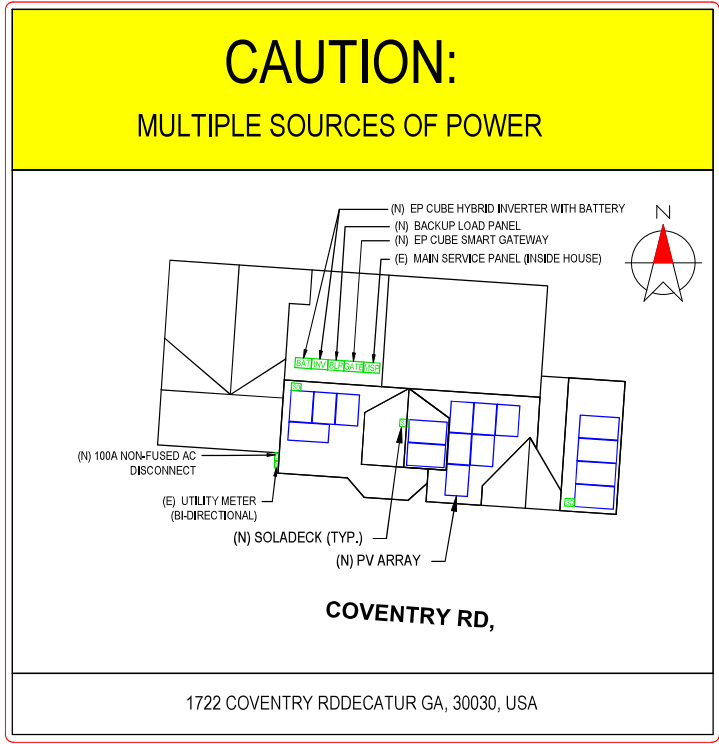 CAUTION:
MULTIPLE SOURCES OF POWER
(N) EP CUBE HYBRID INVERTER WITH BATTERY
(N) BACKUP LOAD PANEL
(N) EP CUBE SMART GATEWAY
(E) MAIN SERVICE PANEL (INSIDE HOUSE)
N
BAT INV BLP GATE MSP
(N) 100A NON-FUSED AC
DISCONNECT
(E) UTILITY METER
(BI-DIRECTIONAL)
(N) SOLADECK (TYP.)
(N) PV ARRAY
COVENTRY RD,
1722 COVENTRY RDDECATUR GA, 30030, USA